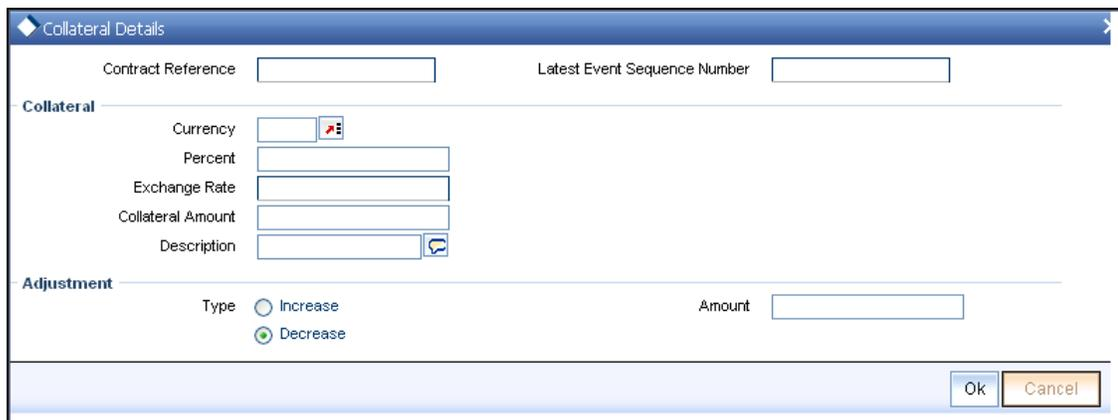 Collateral Details
Contract Reference
Latest Event Sequence Number
Collateral
Currency
Percent
Exchange Rate
Collateral Amount
Description
Adjustment
Type
Increase
Amount
Decrease
Ok
Cancel